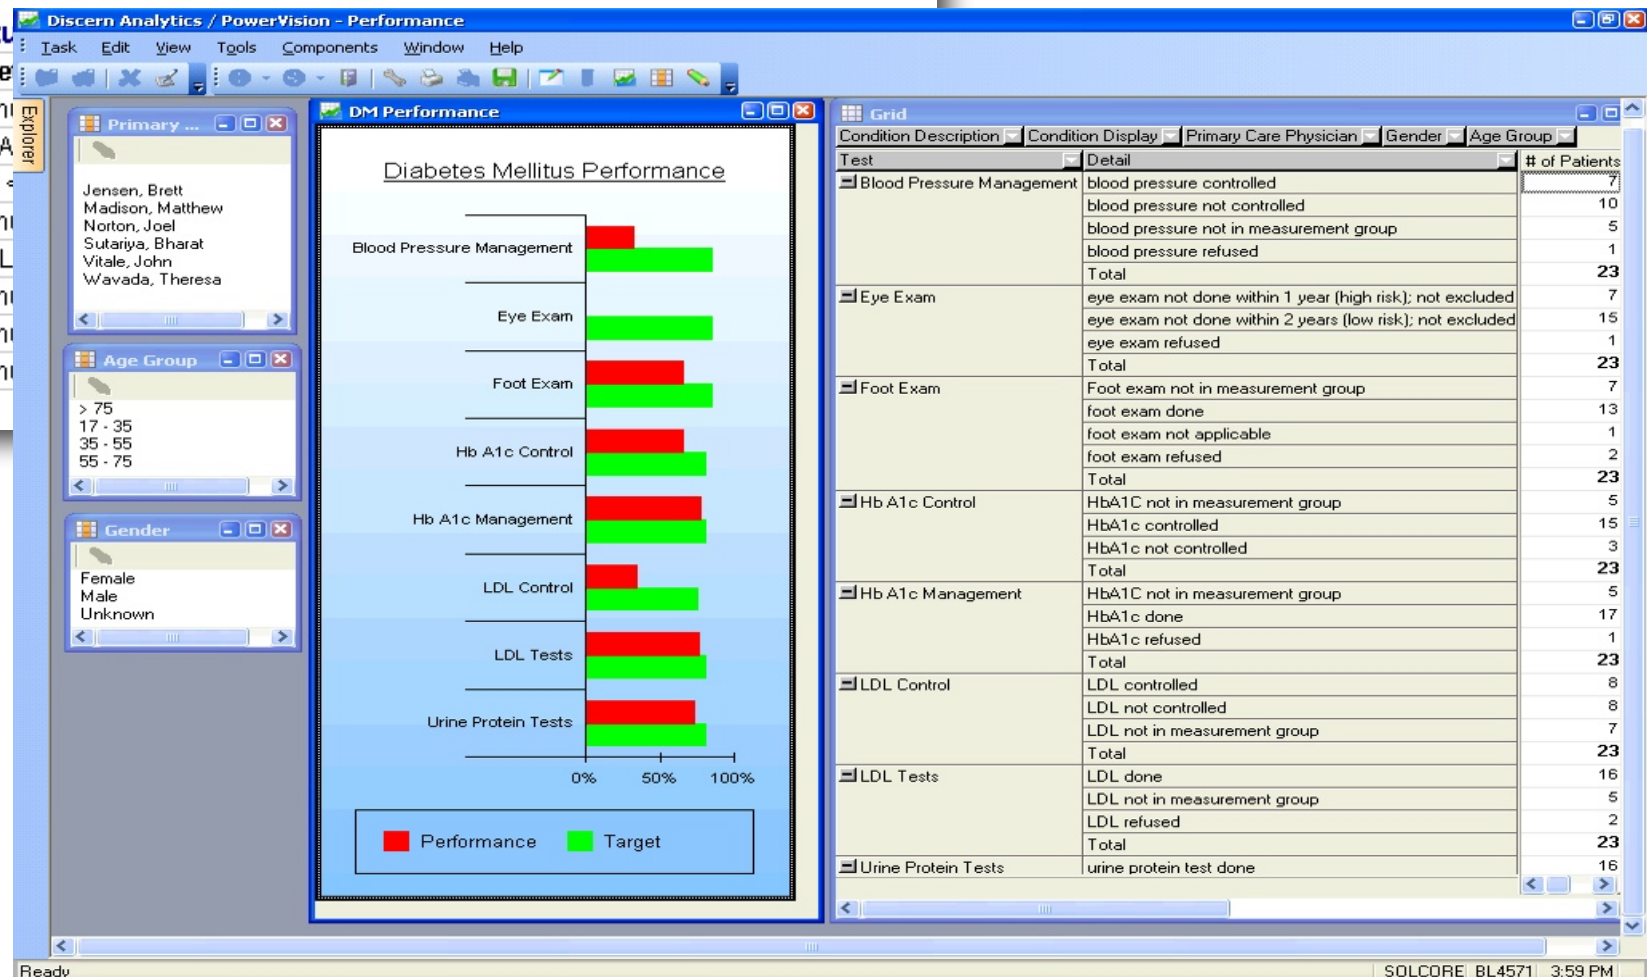 Discern Analytics / PowerVision - Performance
Task Edit View Tools Components Window Help
Explorer
Primary ...
Jensen, Brett
Madison, Matthew
Norton, Joel
Sutariya, Bharat
Vitale, John
Wavada, Theresa
Age Group
> 75
17 - 35
35 - 55
55 - 75
Gender
Female
Male
Unknown
DM Performance
Diabetes Mellitus Performance
Blood Pressure Management
Eye Exam
Foot Exam
Hb A1c Control
Hb A1c Management
LDL Control
LDL Tests
Urine Protein Tests
0% 50% 100%
Performance Target
Grid
Condition Description Condition Display Primary Care Physician Gender Age Group
Test Detail # of Patients
Blood Pressure Management blood pressure controlled 7
blood pressure not controlled 10
blood pressure not in measurement group 5
blood pressure refused 1
Total 23
Eye Exam eye exam not done within 1 year (high risk); not excluded 7
eye exam not done within 2 years (low risk); not excluded 15
eye exam refused 1
Total 23
Foot Exam Foot exam not in measurement group 7
foot exam done 13
foot exam not applicable 1
foot exam refused 2
Total 23
Hb A1c Control HbA1C not in measurement group 5
HbA1c controlled 15
HbA1c not controlled 3
Total 23
Hb A1c Management HbA1C not in measurement group 5
HbA1c done 17
HbA1c refused 1
Total 23
LDL Control LDL controlled 8
LDL not controlled 8
LDL not in measurement group 7
Total 23
LDL Tests LDL done 16
LDL not in measurement group 5
LDL refused 2
Total 23
Urine Protein Tests urine protein test done 16
Ready SOLCORE BL4571 3:59 PM